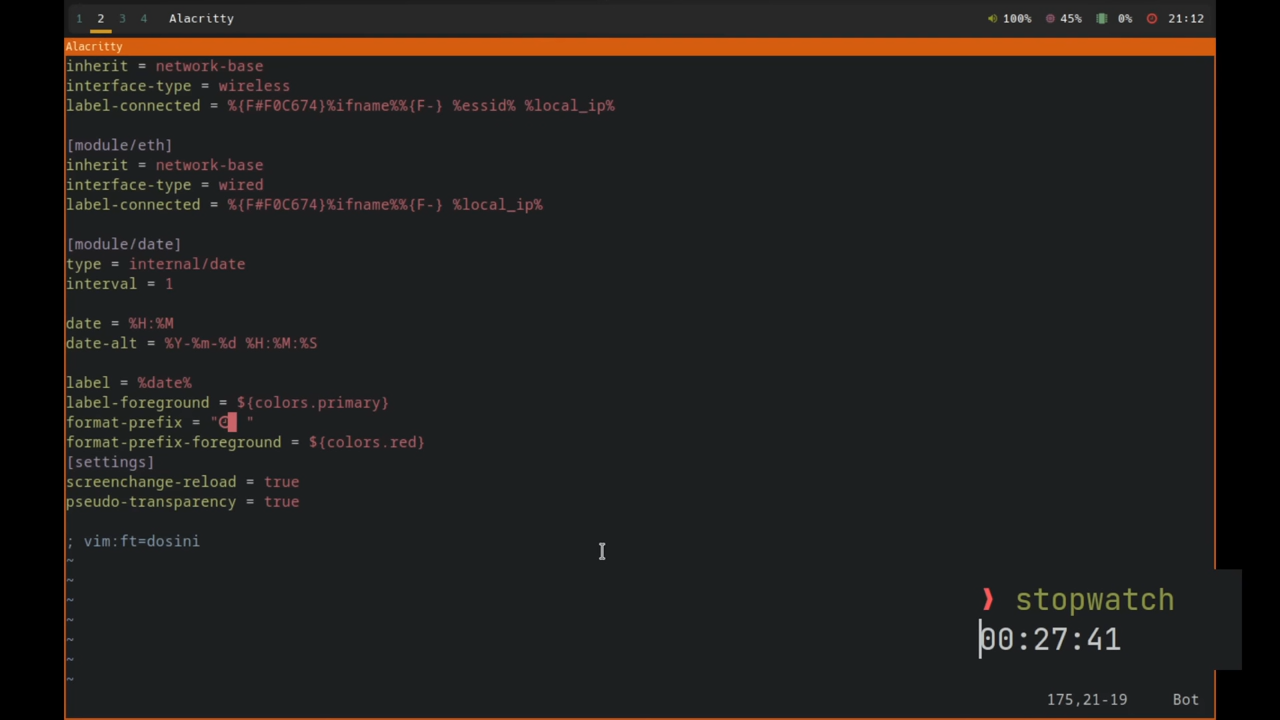 1 2 3 4 Alacritty 100% 45% 0% 21:12
Alacritty
inherit = network-base
interface-type = wireless
label-connected = %{F#F0C674}%ifname%%{F-} %essid% %local_ip%
[module/eth]
inherit = network-base
interface-type = wired
label-connected = %{F#F0C674}%ifname%%{F-} %local_ip%
[module/date]
type = internal/date
interval = 1
date = %H:%M
date-alt = %Y-%m-%d %H:%M:%S
label = %date%
label-foreground = ${colors.primary}
format-prefix = " "
format-prefix-foreground = ${colors.red}
[settings]
screenchange-reload = true
pseudo-transparency = true
; vim:ft=dosini
~
~
~
~
~
~
~
❱ stopwatch
00:27:41
175,21-19 Bot